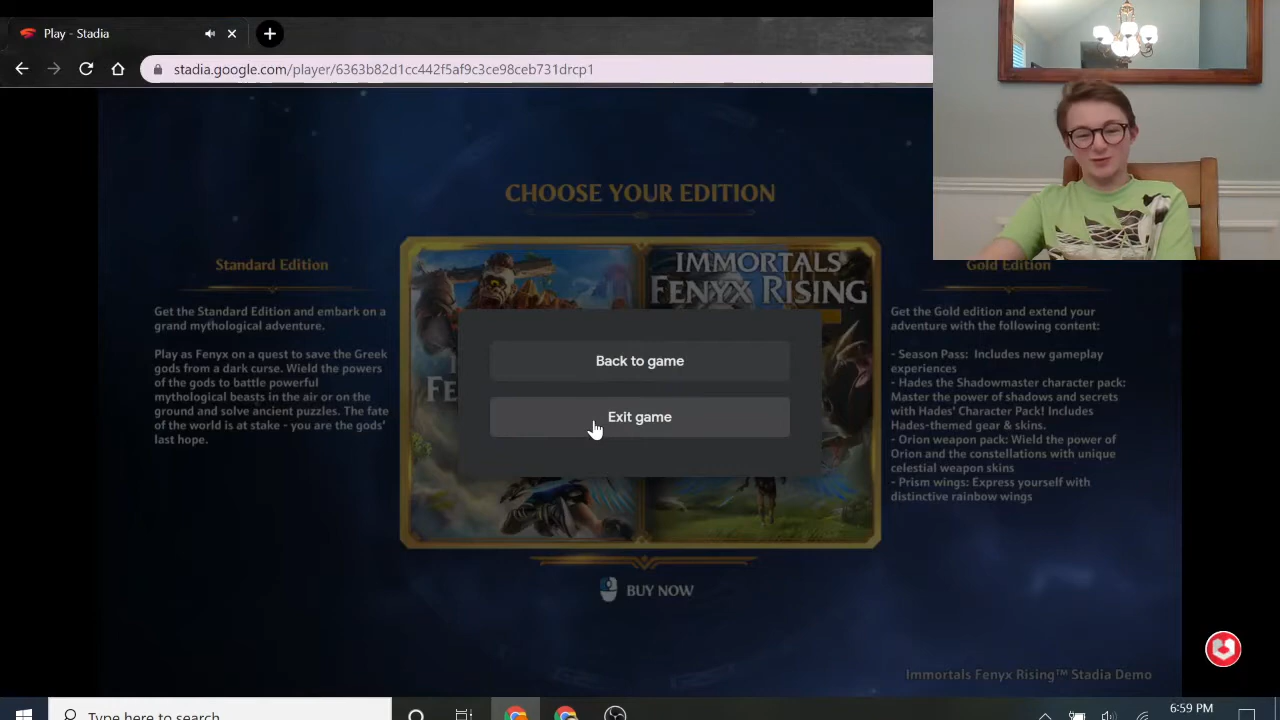 Play - Stadia
stadia.google.com/player/6363b82d1cc442f5af9c3ce98ceb731drcp1
CHOOSE YOUR EDITION
Standard Edition
Get the Standard Edition and embark on a
grand mythological adventure.
Play as Fenyx on a quest to save the Greek
gods from a dark curse. Wield the powers
of the gods to battle powerful
mythological beasts in the air or on the
ground and solve ancient puzzles. The fate
of the world is at stake - you are the gods'
last hope.
IMMORTALS
FENYX RISING
FE
Back to game
Exit game
BUY NOW
Gold Edition
Get the Gold edition and extend your
adventure with the following content:
- Season Pass: Includes new gameplay
experiences
- Hades the Shadowmaster character pack:
Master the power of shadows and secrets
with Hades' Character Pack! Includes
Hades-themed gear & skins.
- Orion weapon pack: Wield the power of
Orion and the constellations with unique
celestial weapon skins
- Prism wings: Express yourself with
distinctive rainbow wings
Immortals Fenyx Rising™ Stadia Demo
Type here to search
6:59 PM